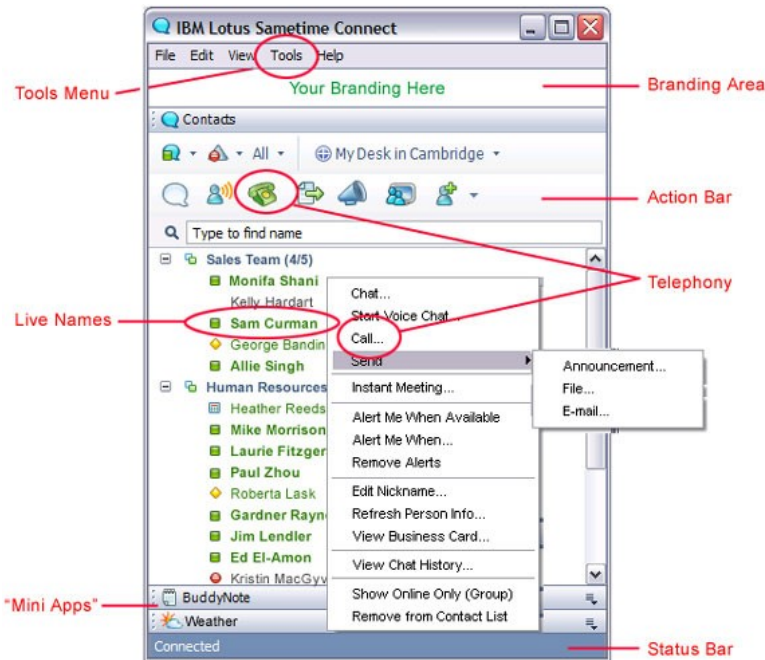 IBM Lotus Sametime Connect
File Edit View Tools Help
Tools Menu
Your Branding Here
Branding Area
Contacts
All My Desk in Cambridge
Action Bar
Type to find name
Sales Team (4/5)
Monifa Shani
Kelly Hardart
Live Names
Sam Curman
George Bandin
Allie Singh
Human Resources
Heather Reeds
Mike Morrison
Laurie Fitzger
Paul Zhou
Roberta Lask
Gardner Rayn
Jim Lendler
Ed El-Amon
Kristin MacGyv
Chat...
Start Voice Chat...
Call...
Send
Instant Meeting...
Alert Me When Available
Alert Me When...
Remove Alerts
Edit Nickname...
Refresh Person Info...
View Business Card...
View Chat History...
Show Online Only (Group)
Remove from Contact List
Telephony
Announcement...
File...
E-mail...
"Mini Apps"
BuddyNote
Weather
Connected
Status Bar